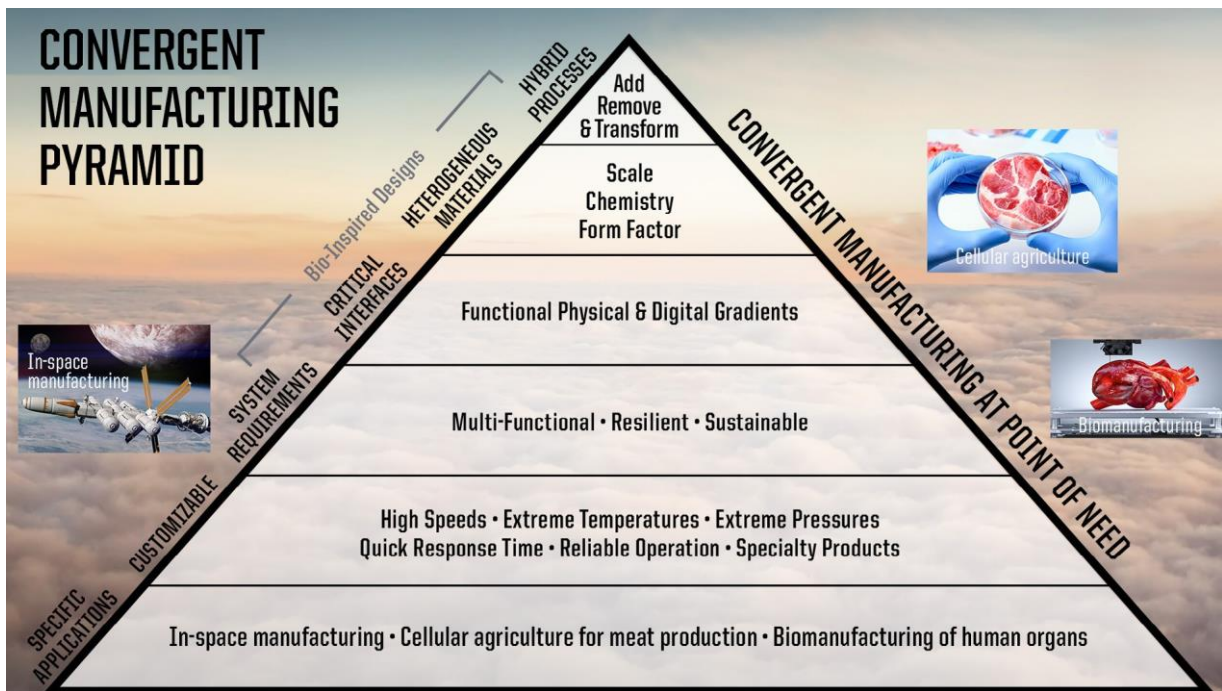 CONVERGENT
MANUFACTURING
PYRAMID
HYBRID
PROCESSES
Add
Remove
& Transform
Bio-Inspired Designs
HETEROGENEOUS
MATERIALS
Scale
Chemistry
Form Factor
CRITICAL
INTERFACES
Functional Physical & Digital Gradients
SYSTEM
REQUIREMENTS
Multi-Functional • Resilient • Sustainable
CUSTOMIZABLE
High Speeds • Extreme Temperatures • Extreme Pressures
Quick Response Time • Reliable Operation • Specialty Products
SPECIFIC
APPLICATIONS
In-space manufacturing • Cellular agriculture for meat production • Biomanufacturing of human organs
CONVERGENT MANUFACTURING AT POINT OF NEED
In-space
manufacturing
Cellular agriculture
Biomanufacturing